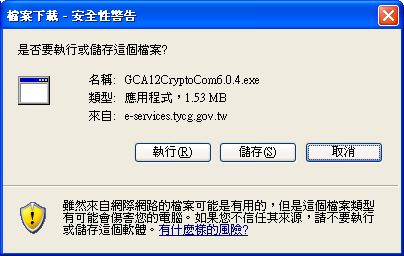 檔案下載 - 安全性警告
是否要執行或儲存這個檔案?
名稱: GCA12CryptoCom6.0.4.exe
類型: 應用程式,1.53 MB
來自: e-services.tycg.gov.tw
執行(R) 儲存(S) 取消
雖然來自網際網路的檔案可能是有用的,但是這個檔案類型
有可能會傷害您的電腦。如果您不信任其來源,請不要執行
或儲存這個軟體。有什麼樣的風險?